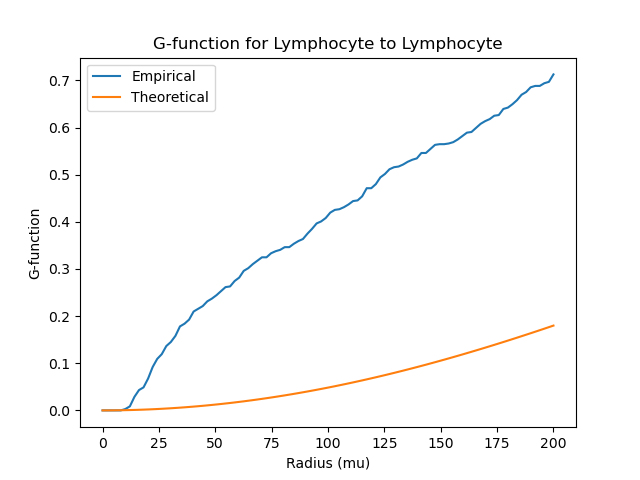 G-function for Lymphocyte to Lymphocyte
Empirical
Theoretical
G-function
0.7
0.6
0.5
0.4
0.3
0.2
0.1
0.0
0 25 50 75 100 125 150 175 200
Radius (mu)